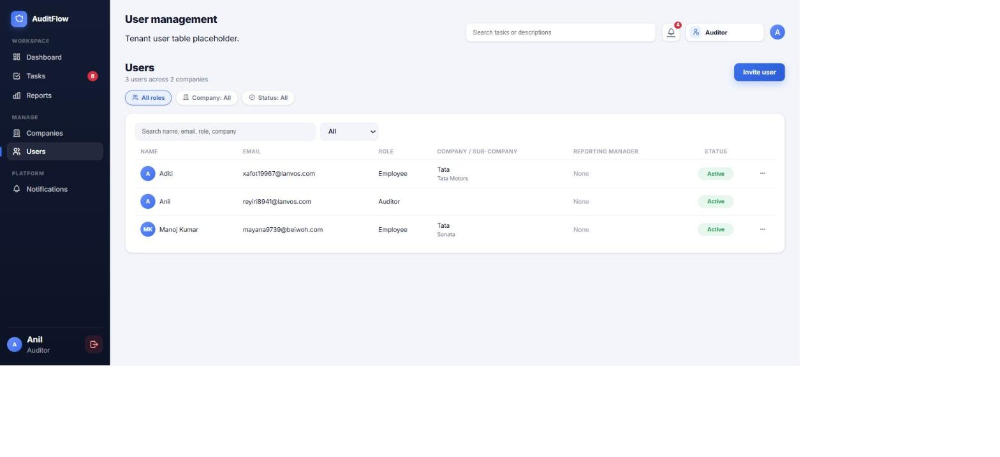 AuditFlow
WORKSPACE
Dashboard
Tasks 8
Reports
MANAGE
Companies
Users
PLATFORM
Notifications
A Anil
Auditor
User management
Tenant user table placeholder.
Search tasks or descriptions 4 Auditor A
Users
3 users across 2 companies
Invite user
All roles Company: All Status: All
Search name, email, role, company All
NAME EMAIL ROLE COMPANY / SUB-COMPANY REPORTING MANAGER STATUS
A Aditi xafot19967@lanvos.com Employee Tata None Active ...
Tata Motors
A Anil reyiri8941@lanvos.com Auditor None Active
MK Manoj Kumar mayana9739@beiwoh.com Employee Tata None Active ...
Sonata